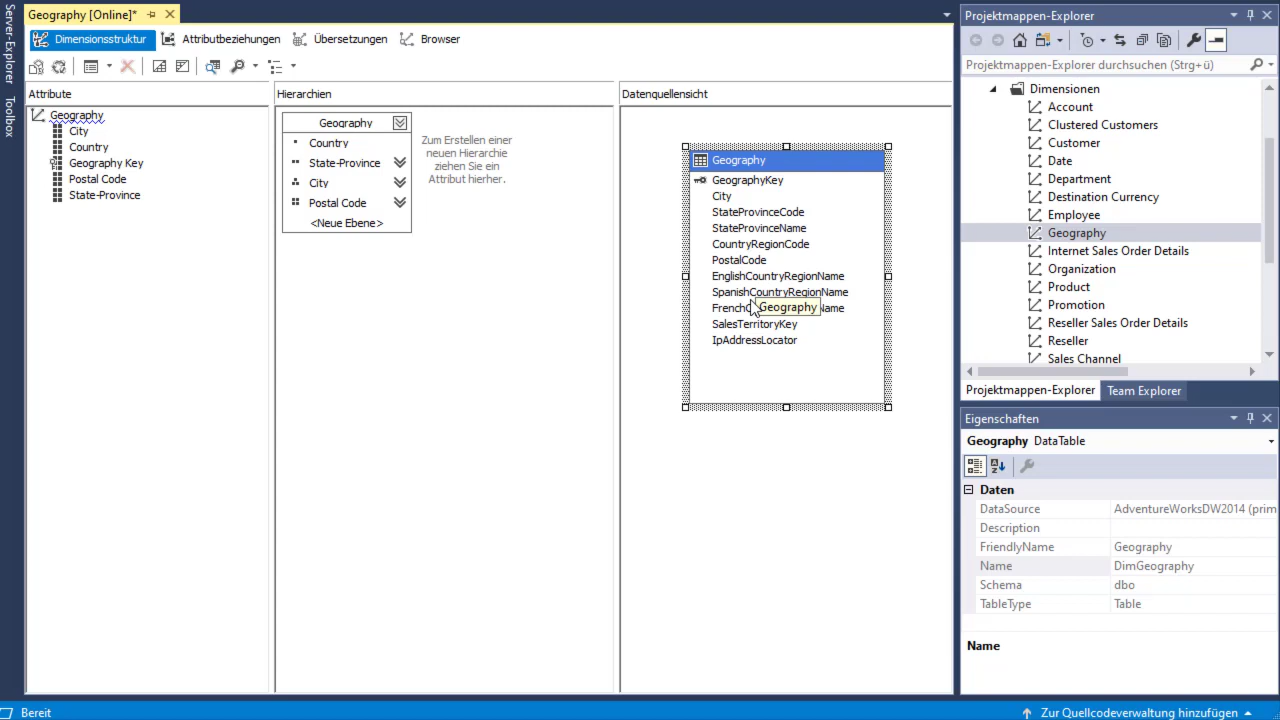 Server-Explorer
Toolbox
Geography [Online]*
Dimensionsstruktur
Attributbeziehungen
Übersetzungen
Browser
Attribute
Geography
City
Country
Geography Key
Postal Code
State-Province
Hierarchien
Geography
Country
State-Province
City
Postal Code
<Neue Ebene>
Zum Erstellen einer
neuen Hierarchie
ziehen Sie ein
Attribut hierher.
Datenquellensicht
Geography
GeographyKey
City
StateProvinceCode
StateProvinceName
CountryRegionCode
PostalCode
EnglishCountryRegionName
SpanishCountryRegionName
Geography
SalesTerritoryKey
IpAddressLocator
Projektmappen-Explorer
Projektmappen-Explorer durchsuchen (Strg+ü)
Dimensionen
Account
Clustered Customers
Customer
Date
Department
Destination Currency
Employee
Geography
Internet Sales Order Details
Organization
Product
Promotion
Reseller Sales Order Details
Reseller
Sales Channel
Projektmappen-Explorer
Team Explorer
Eigenschaften
Geography DataTable
Daten
DataSource AdventureWorksDW2014 (prim
Description
FriendlyName Geography
Name DimGeography
Schema dbo
TableType Table
Name
Bereit
Zur Quellcodeverwaltung hinzufügen